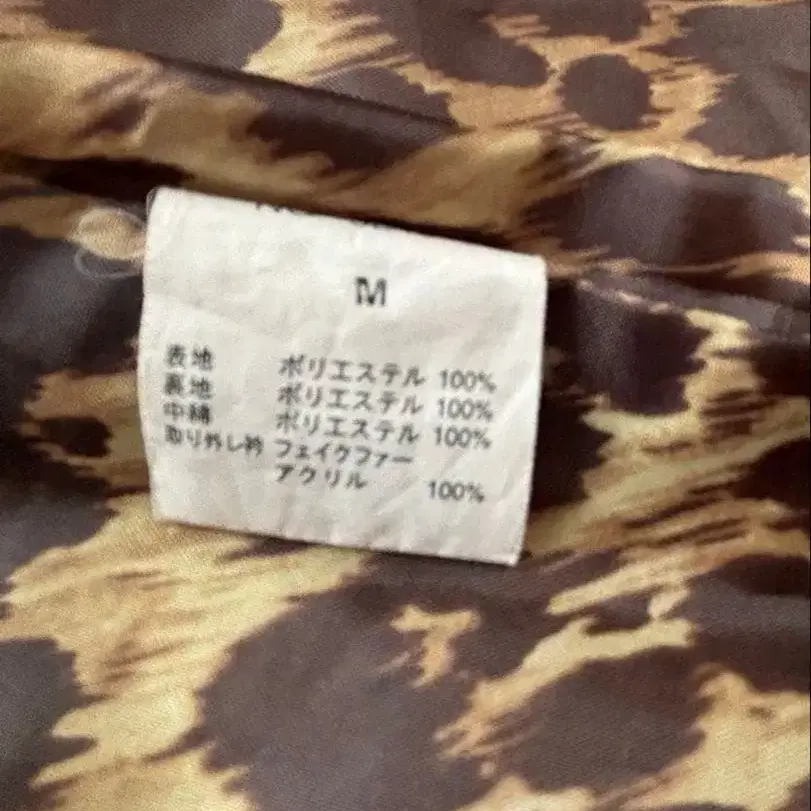 M
表地 ポリエステル 100%
裏地 ポリエステル 100%
中綿 ポリエステル 100%
取り外し衿 フェイクファー
アクリル 100%